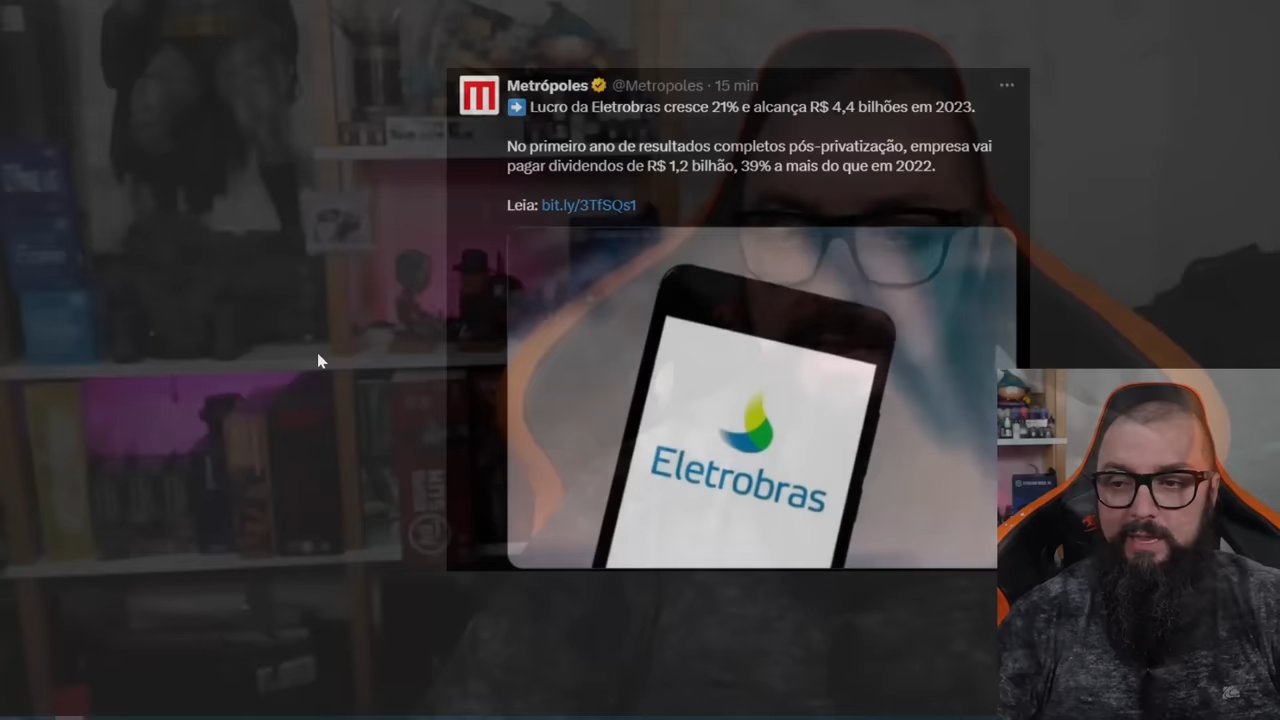 Metrópoles @Metropoles · 15 min
Lucro da Eletrobras cresce 21% e alcança R$ 4,4 bilhões em 2023.
No primeiro ano de resultados completos pós-privatização, empresa vai
pagar dividendos de R$ 1,2 bilhão, 39% a mais do que em 2022.
Leia: bit.ly/3TfSQs1
Eletrobras